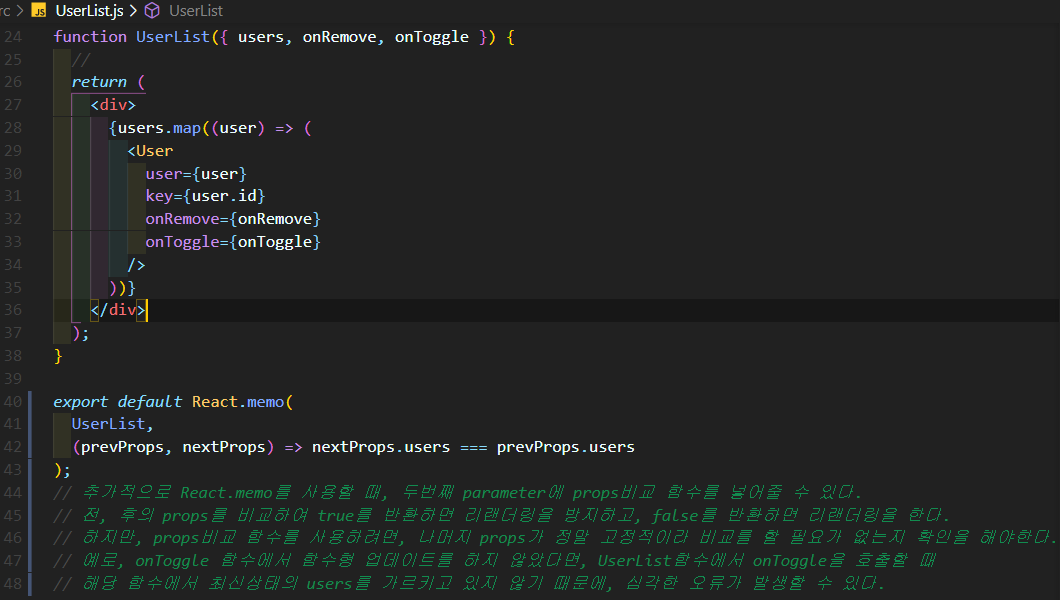 rc > JS UserList.js > UserList
24 function UserList({ users, onRemove, onToggle }) {
25 //
26 return (
27 <div>
28 {users.map((user) => (
29 <User
30 user={user}
31 key={user.id}
32 onRemove={onRemove}
33 onToggle={onToggle}
34 />
35 ))}
36 </div>
37 );
38 }
39
40 export default React.memo(
41 UserList,
42 (prevProps, nextProps) => nextProps.users === prevProps.users
43 );
44 // 추가적으로 React.memo를 사용할 때, 두번째 parameter에 props비교 함수를 넣어줄 수 있다.
45 // 전, 후의 props를 비교하여 true를 반환하면 리랜더링을 방지하고, false를 반환하면 리랜더링을 한다.
46 // 하지만, props비교 함수를 사용하려면, 나머지 props가 정말 고정적이라 비교를 할 필요가 없는지 확인을 해야한다.
47 // 예로, onToggle 함수에서 함수형 업데이트를 하지 않았다면, UserList함수에서 onToggle을 호출할 때
48 // 해당 함수에서 최신상태의 users를 가르키고 있지 않기 때문에, 심각한 오류가 발생할 수 있다.